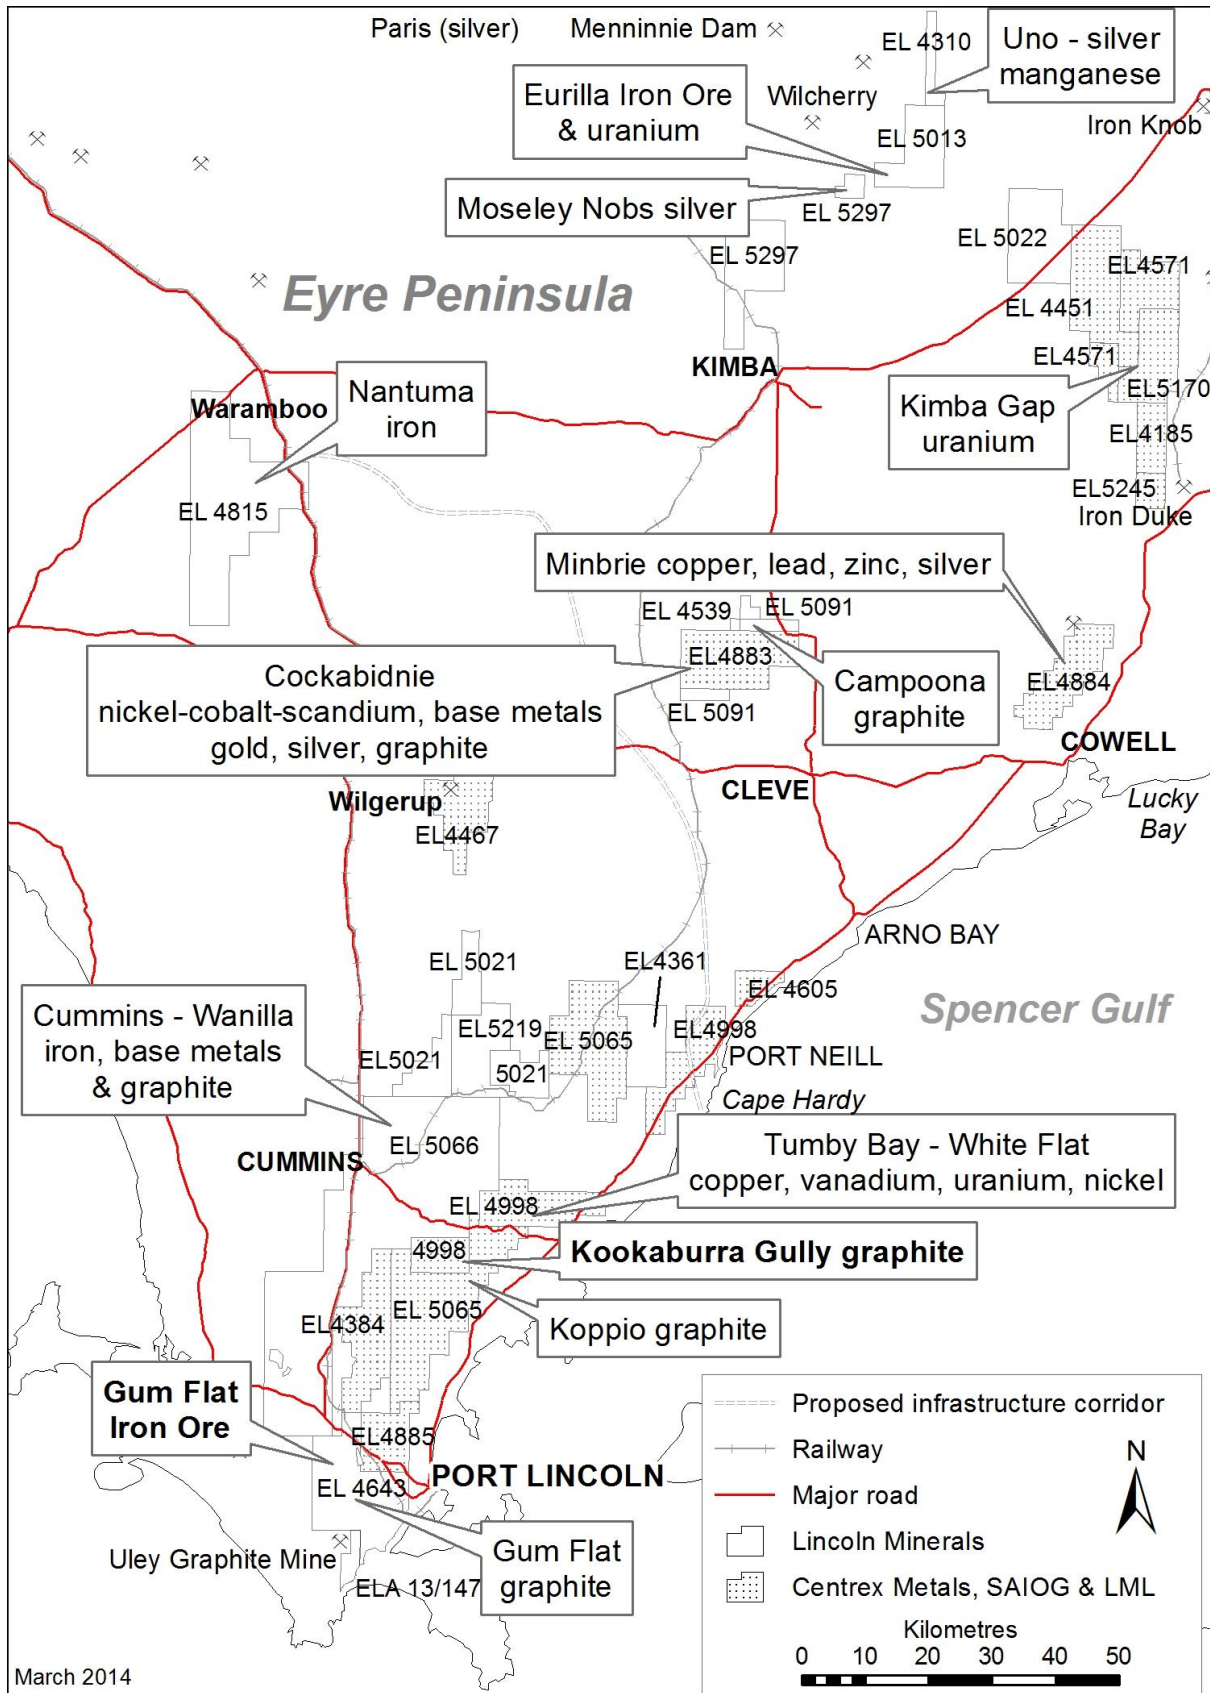 Paris (silver)
Menninnie Dam
EL 4310
Uno - silver
manganese
Eurilla Iron Ore
& uranium
Wilcherry
Iron Knob
EL 5013
Moseley Nobs silver
EL 5297
EL 5297
EL 5022
EL4571
Eyre Peninsula
EL 4451
KIMBA
EL4571
EL5170
Nantuma
iron
Waramboo
Kimba Gap
uranium
EL4185
EL 4815
EL5245
Iron Duke
Minbrie copper, lead, zinc, silver
EL 4539
EL 5091
EL4883
Cockabidnie
nickel-cobalt-scandium, base metals
gold, silver, graphite
Campoona
graphite
EL4884
EL 5091
COWELL
CLEVE
Wilgerup
Lucky
Bay
EL4467
ARNO BAY
EL 5021
EL4361
EL 4605
Spencer Gulf
Cummins - Wanilla
iron, base metals
& graphite
EL5219
EL 5065
EL4998
EL5021
5021
PORT NEILL
Cape Hardy
EL 5066
CUMMINS
Tumby Bay - White Flat
copper, vanadium, uranium, nickel
EL 4998
4998
Kookaburra Gully graphite
EL 5065
EL4384
Koppio graphite
Gum Flat
Iron Ore
EL4885
PORT LINCOLN
EL 4643
Uley Graphite Mine
Gum Flat
graphite
ELA 13/147
Proposed infrastructure corridor
Railway
Major road
N
Lincoln Minerals
Centrex Metals, SAIOG & LML
Kilometres
0 10 20 30 40 50
March 2014